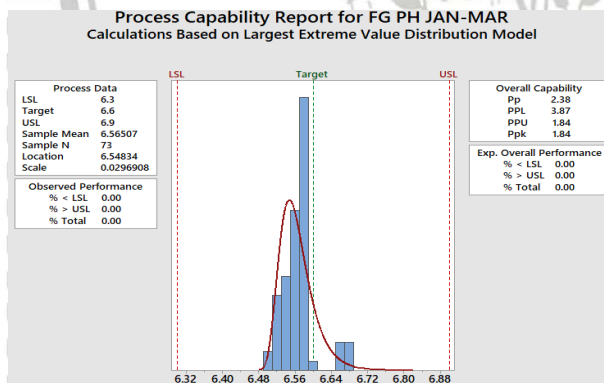 Process Capability Report for FG PH JAN-MAR
Calculations Based on Largest Extreme Value Distribution Model
LSL Target USL
Process Data
LSL 6.3
Target 6.6
USL 6.9
Sample Mean 6.56507
Sample N 73
Location 6.54834
Scale 0.0296908
Observed Performance
% < LSL 0.00
% > USL 0.00
% Total 0.00
Overall Capability
Pp 2.38
PPL 3.87
PPU 1.84
Ppk 1.84
Exp. Overall Performance
% < LSL 0.00
% > USL 0.00
% Total 0.00
6.32 6.40 6.48 6.56 6.64 6.72 6.80 6.88